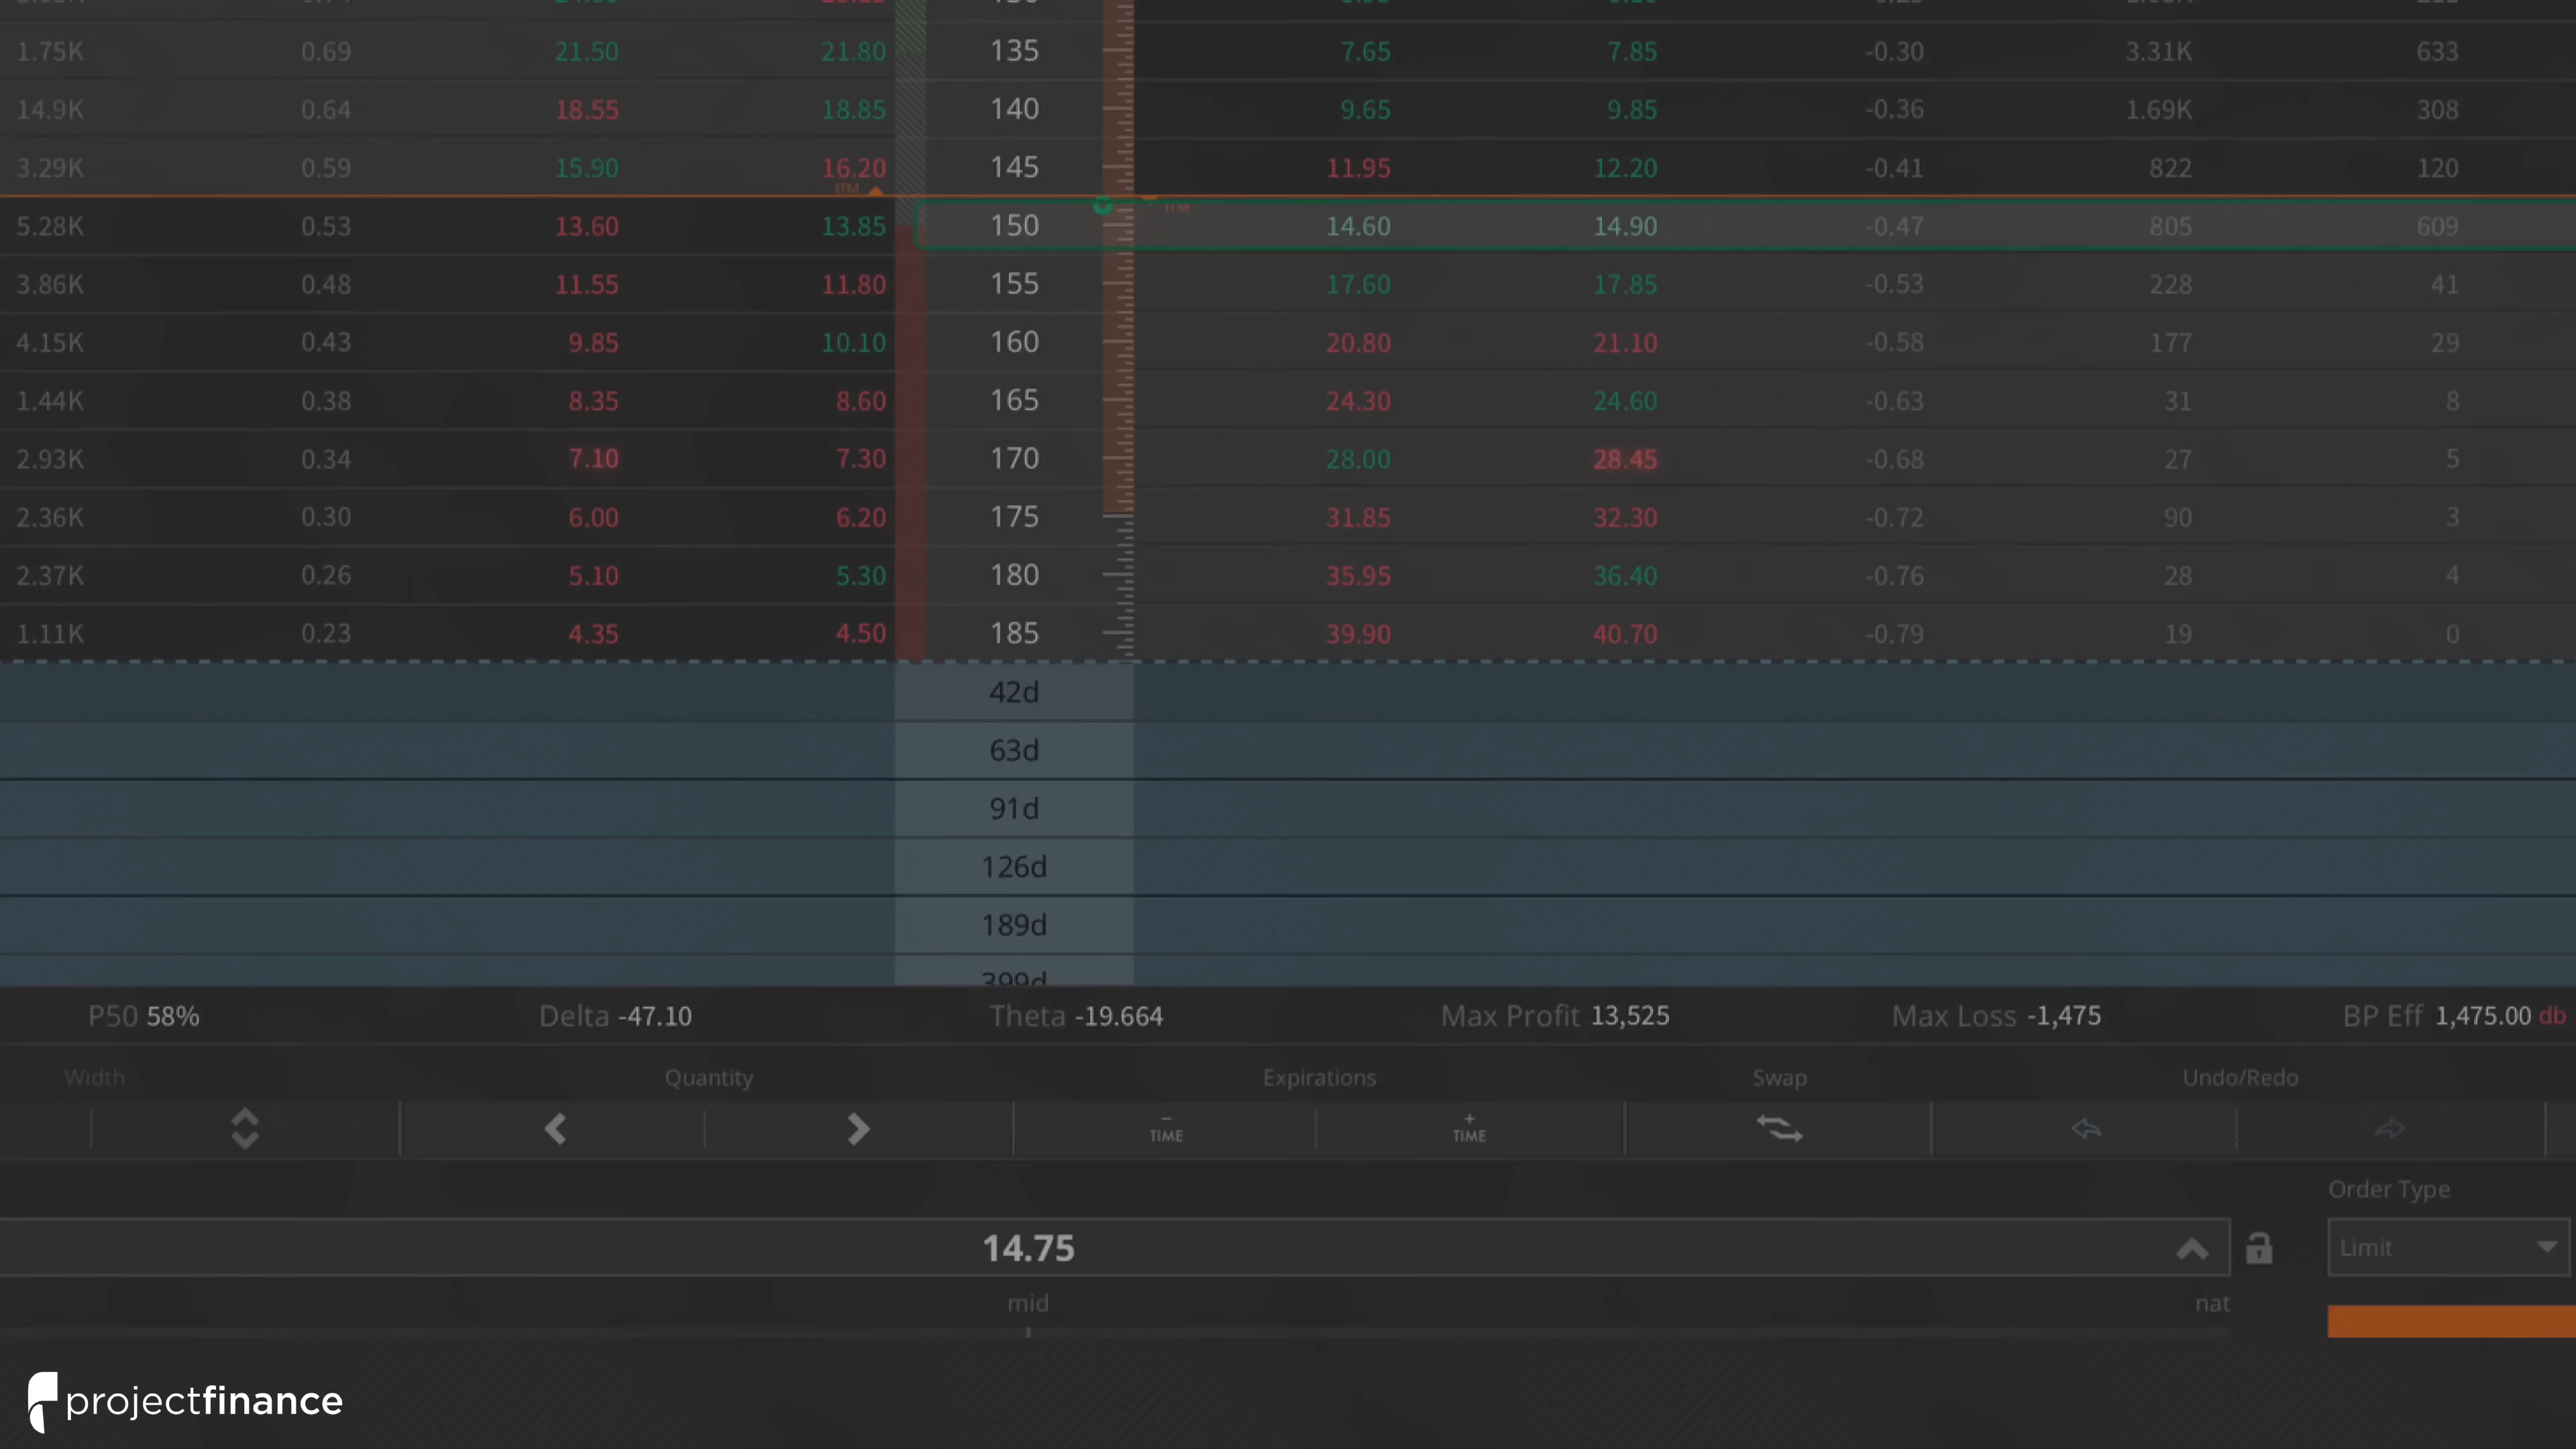 1.75K 0.69 21.50 21.80 135 7.65 7.85 -0.30 3.31K 633
14.9K 0.64 18.55 18.85 140 9.65 9.85 -0.36 1.69K 308
3.29K 0.59 15.90 16.20 145 11.95 12.20 -0.41 822 120
ITM
ITM
5.28K 0.53 13.60 13.85 150 14.60 14.90 -0.47 805 609
3.86K 0.48 11.55 11.80 155 17.60 17.85 -0.53 228 41
4.15K 0.43 9.85 10.10 160 20.80 21.10 -0.58 177 29
1.44K 0.38 8.35 8.60 165 24.30 24.60 -0.63 31 8
2.93K 0.34 7.10 7.30 170 28.00 28.45 -0.68 27 5
2.36K 0.30 6.00 6.20 175 31.85 32.30 -0.72 90 3
2.37K 0.26 5.10 5.30 180 35.95 36.40 -0.76 28 4
1.11K 0.23 4.35 4.50 185 39.90 40.70 -0.79 19 0
42d
63d
91d
126d
189d
399d
P50 58% Delta -47.10 Theta -19.664 Max Profit 13,525 Max Loss -1,475 BP Eff 1,475.00 db
Width Quantity Expirations Swap Undo/Redo
- TIME + TIME
Order Type
14.75 Limit
mid nat
projectfinance